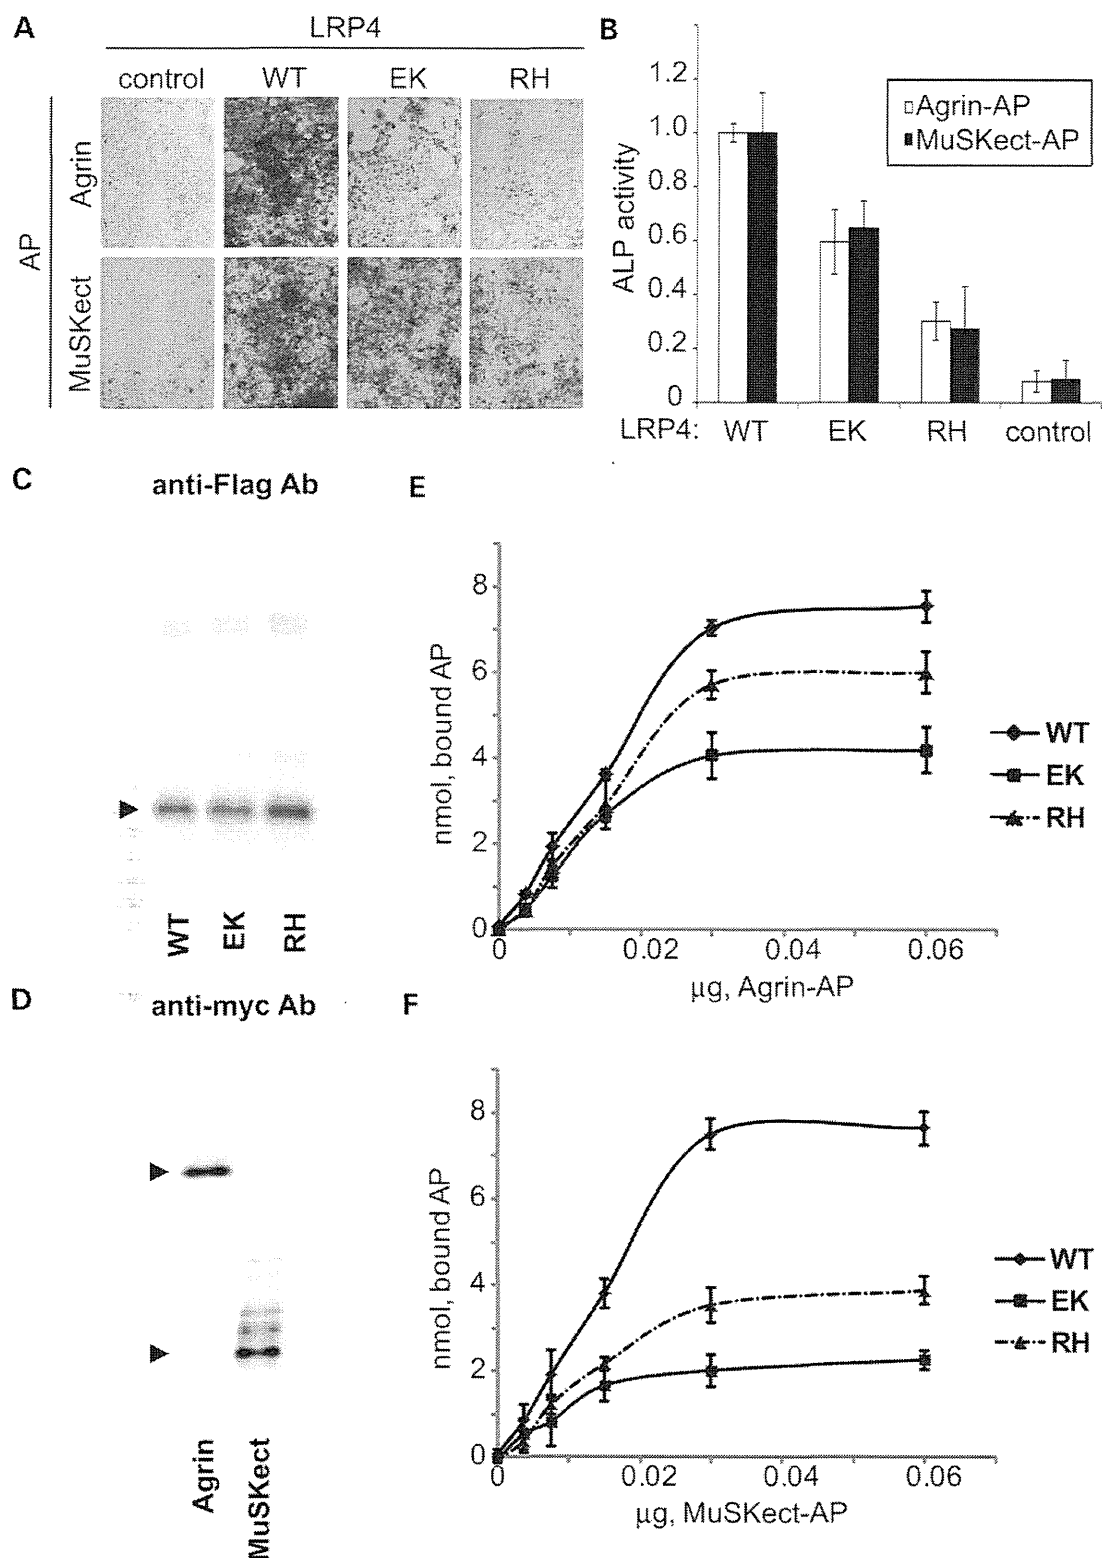 A
LRP4
control WT EK RH
AP
Agrin
MuSKect
B
ALP activity
1.2
1.0
0.8
0.6
0.4
0.2
0
Agrin-AP
MuSKect-AP
LRP4: WT EK RH control
C
anti-Flag Ab
WT EK RH
D
anti-myc Ab
Agrin
MuSKect
E
nmol, bound AP
8
6
4
2
0
0 0.02 0.04 0.06
μg, Agrin-AP
WT
EK
RH
F
nmol, bound AP
8
6
4
2
0
0 0.02 0.04 0.06
μg, MuSKect-AP
WT
EK
RH